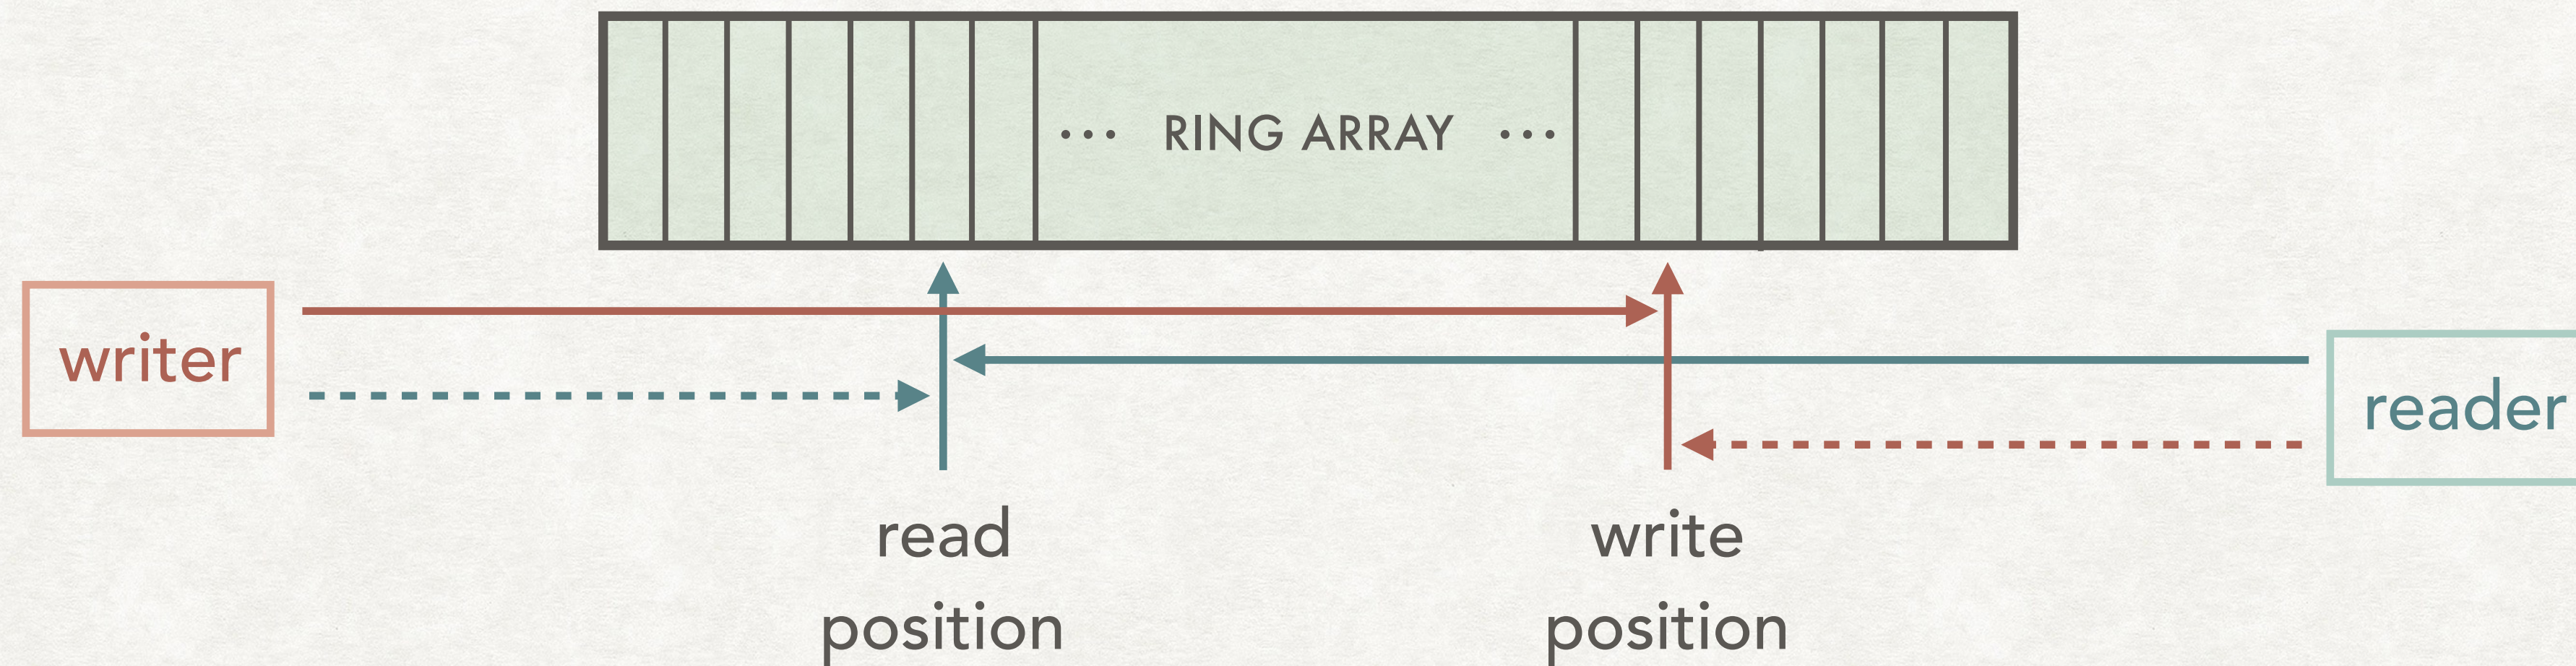 ... RING ARRAY ...
writer
reader
read
position
write
position